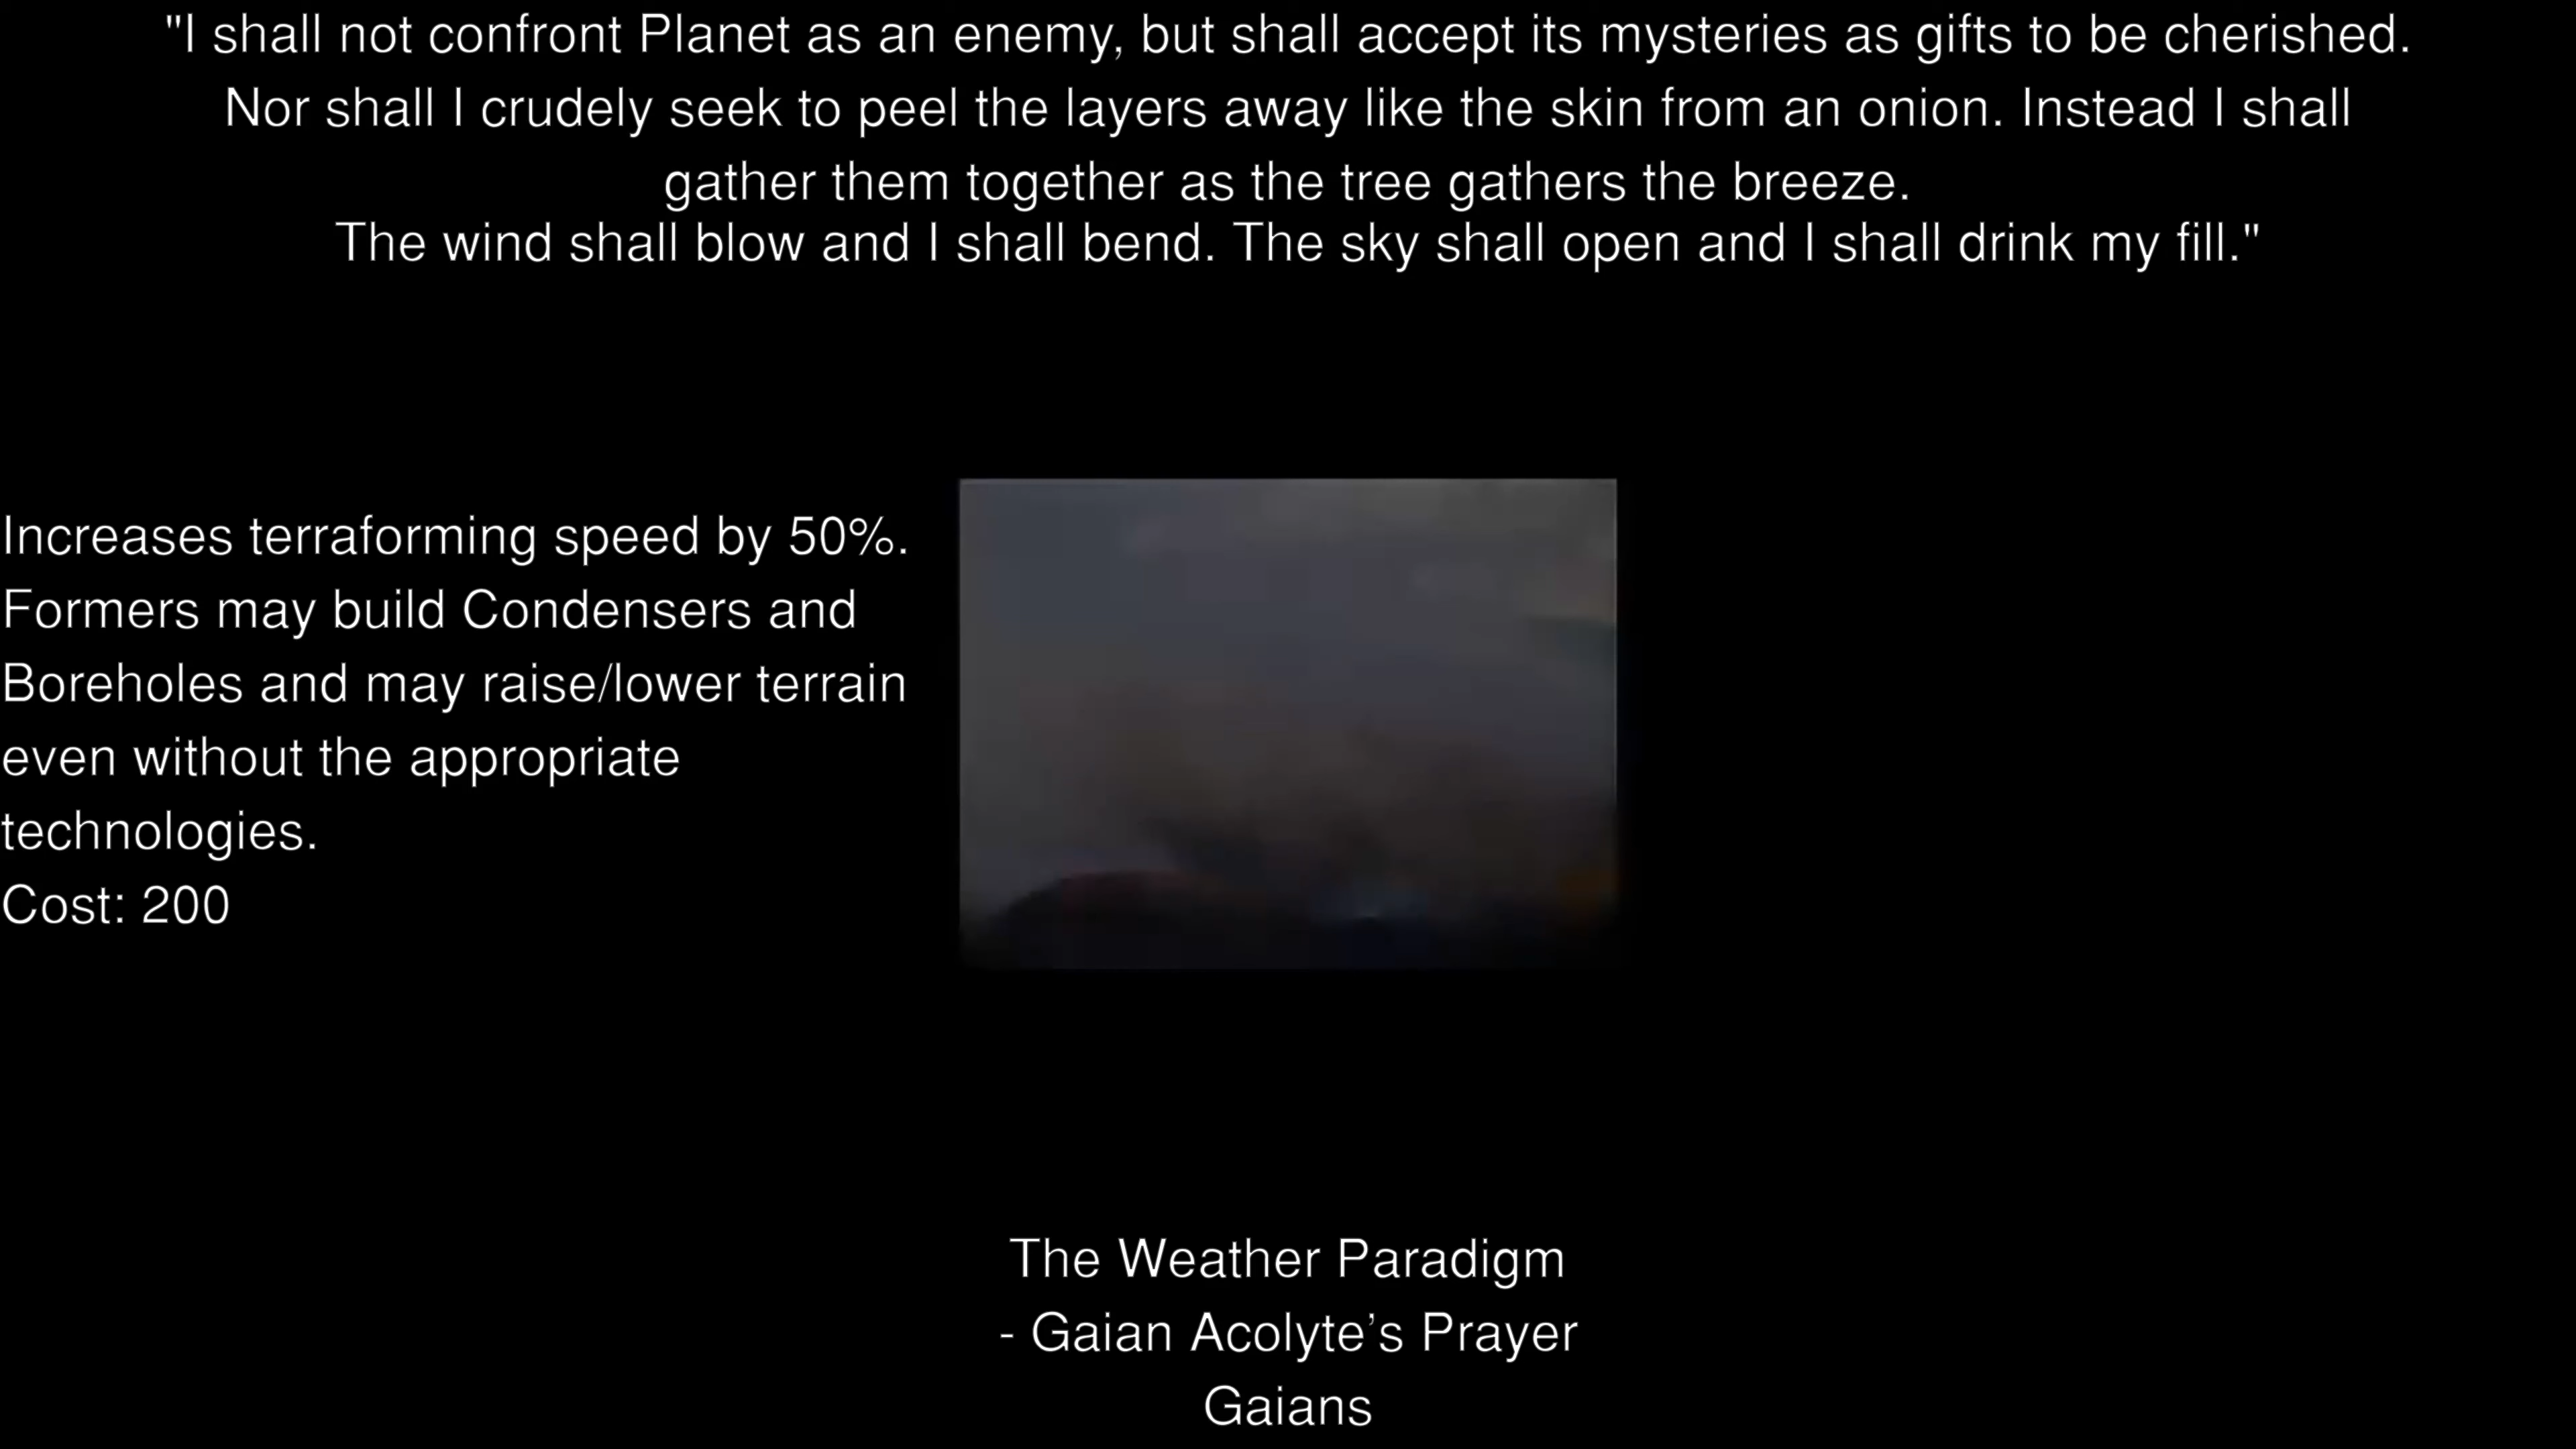 "I shall not confront Planet as an enemy, but shall accept its mysteries as gifts to be cherished.
Nor shall I crudely seek to peel the layers away like the skin from an onion. Instead I shall
gather them together as the tree gathers the breeze.
The wind shall blow and I shall bend. The sky shall open and I shall drink my fill."
Increases terraforming speed by 50%.
Formers may build Condensers and
Boreholes and may raise/lower terrain
even without the appropriate
technologies.
Cost: 200
The Weather Paradigm
- Gaian Acolyte’s Prayer
Gaians